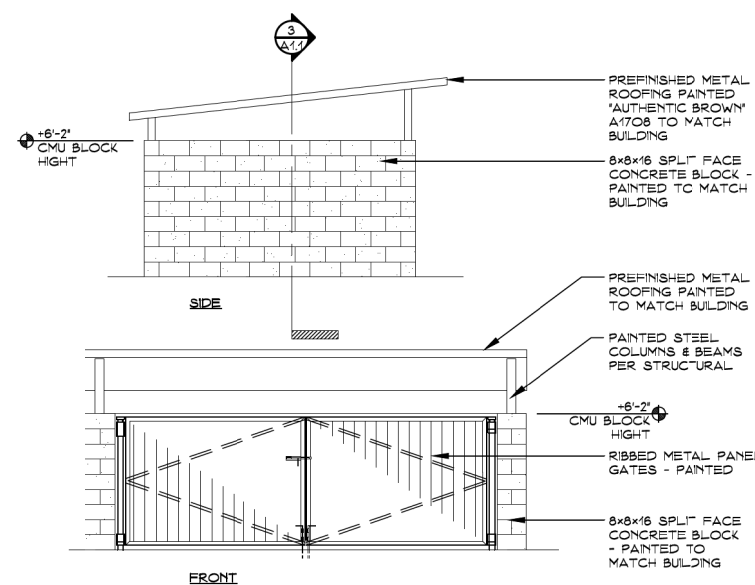 3
A1.1
PREFINISHED METAL
ROOFING PAINTED
"AUTHENTIC BROWN"
A1708 TO MATCH
BUILDING
+6'-2"
CMU BLOCK
HIGHT
8x8x16 SPLIT FACE
CONCRETE BLOCK -
PAINTED TO MATCH
BUILDING
SIDE
PREFINISHED METAL
ROOFING PAINTED
TO MATCH BUILDING
PAINTED STEEL
COLUMNS & BEAMS
PER STRUCTURAL
+6'-2"
CMU BLOCK
HIGHT
RIBBED METAL PANEL
GATES - PAINTED
8x8x16 SPLIT FACE
CONCRETE BLOCK
- PAINTED TO
MATCH BUILDING
FRONT